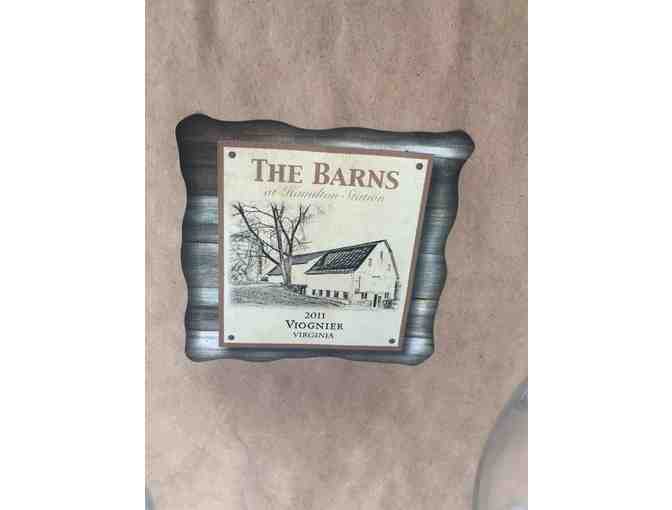 THE BARNS
at Hamilton Station
2011
VIOGNIER
VIRGINIA